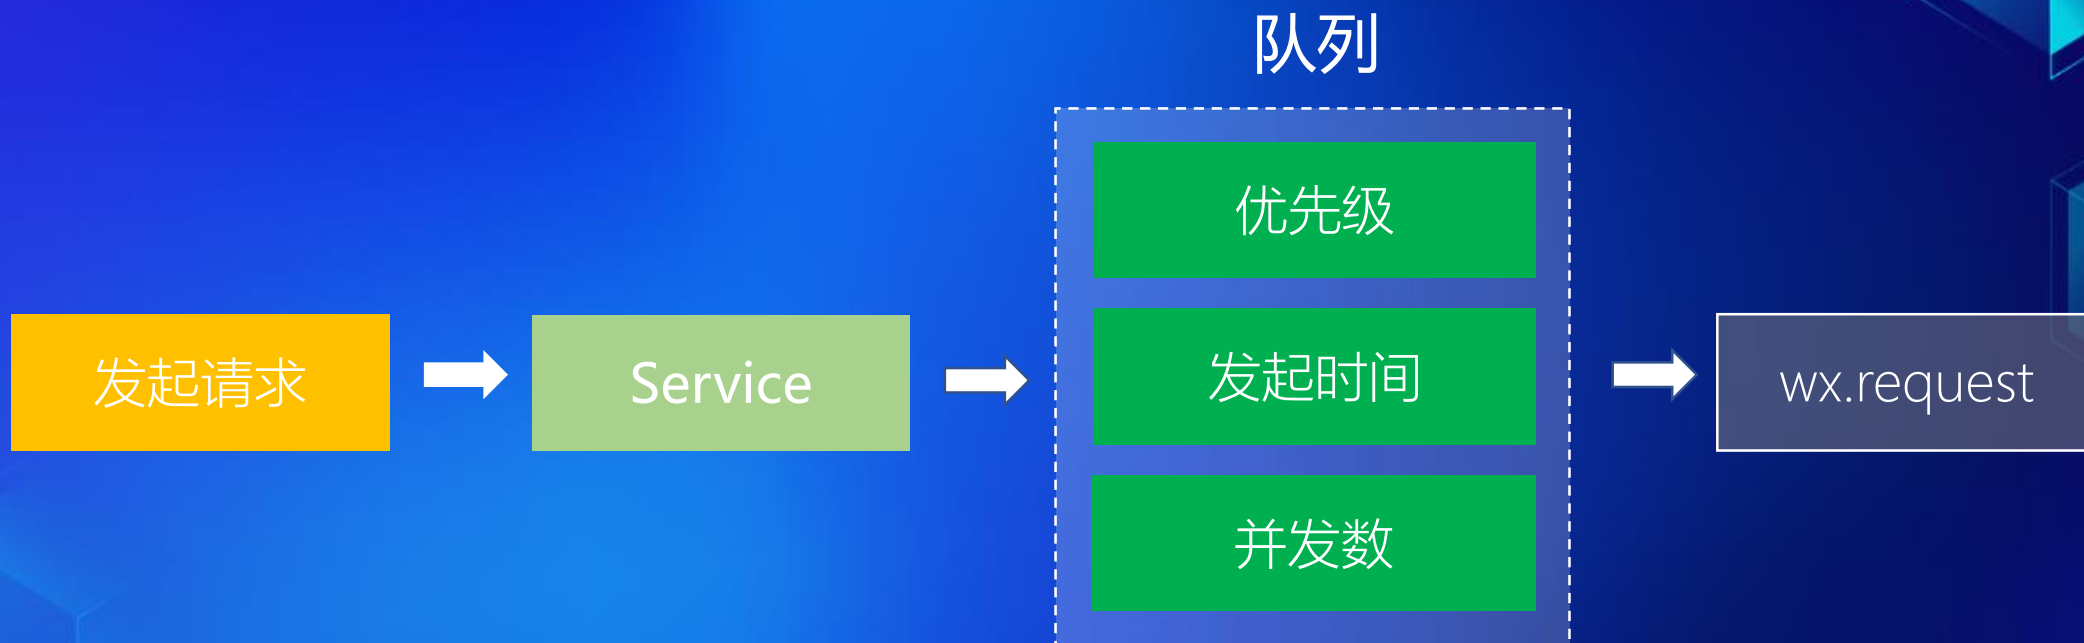 队列
发起请求
Service
优先级
发起时间
并发数
wx.request